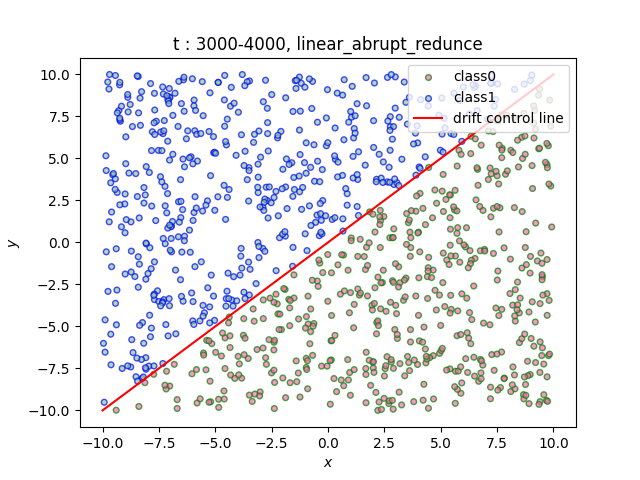 t : 3000-4000, linear_abrupt_redunce
class0
class1
drift control line
10.0
7.5
5.0
2.5
0.0
−2.5
−5.0
−7.5
−10.0
y
−10.0 −7.5 −5.0 −2.5 0.0 2.5 5.0 7.5 10.0
x